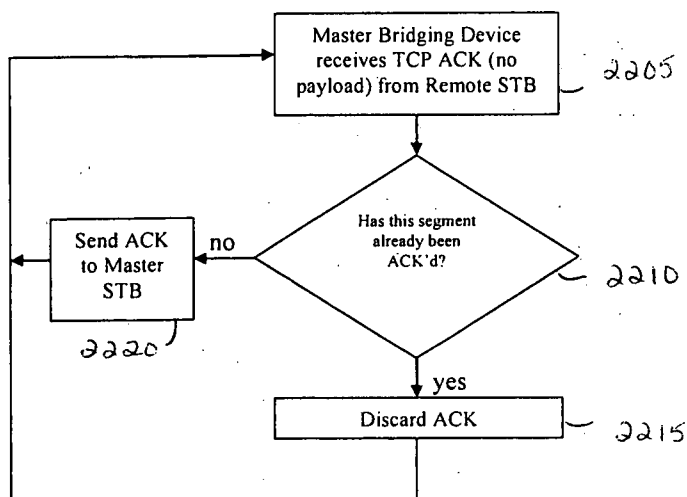 Master Bridging Device
receives TCP ACK (no
payload) from Remote STB
2205
Has this segment
already been
ACK'd?
2210
no
Send ACK
to Master
STB
2220
yes
Discard ACK
2215